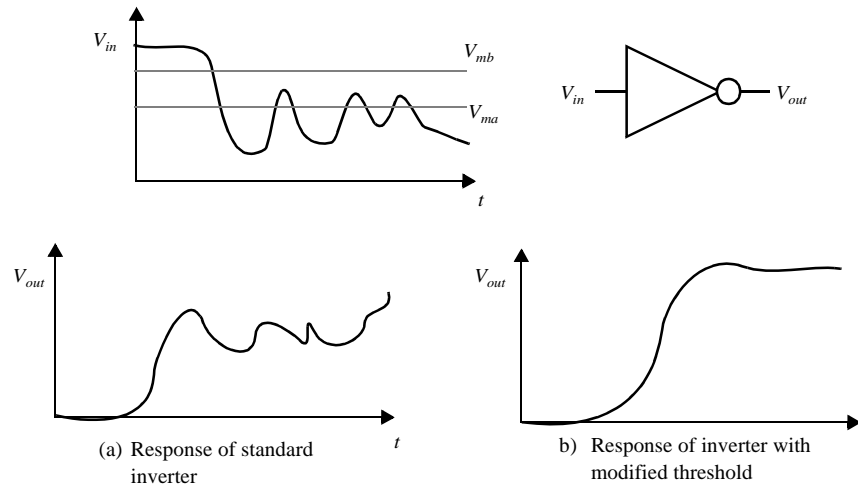 V_in
V_mb
V_ma
t
V_in
V_out
V_out
t
(a) Response of standard
inverter
V_out
b) Response of inverter with
modified threshold